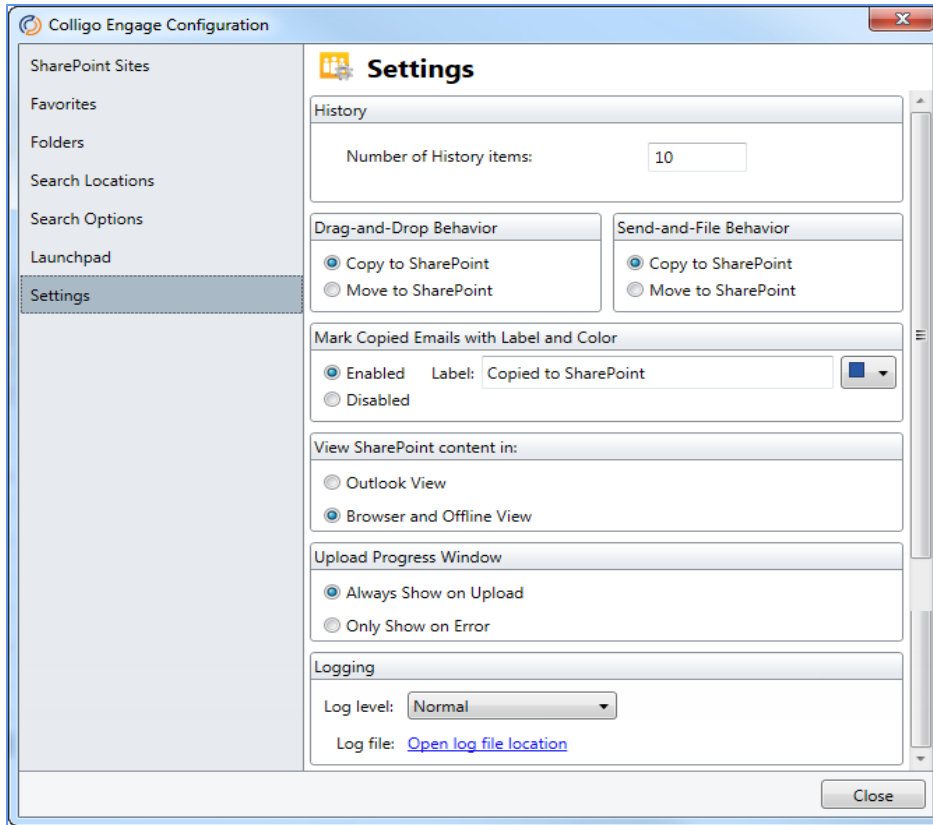 Colligo Engage Configuration
SharePoint Sites
Favorites
Folders
Search Locations
Search Options
Launchpad
Settings
Settings
History
Number of History items: 10
Drag-and-Drop Behavior
Copy to SharePoint
Move to SharePoint
Send-and-File Behavior
Copy to SharePoint
Move to SharePoint
Mark Copied Emails with Label and Color
Enabled Label: Copied to SharePoint
Disabled
View SharePoint content in:
Outlook View
Browser and Offline View
Upload Progress Window
Always Show on Upload
Only Show on Error
Logging
Log level: Normal
Log file: Open log file location
Close